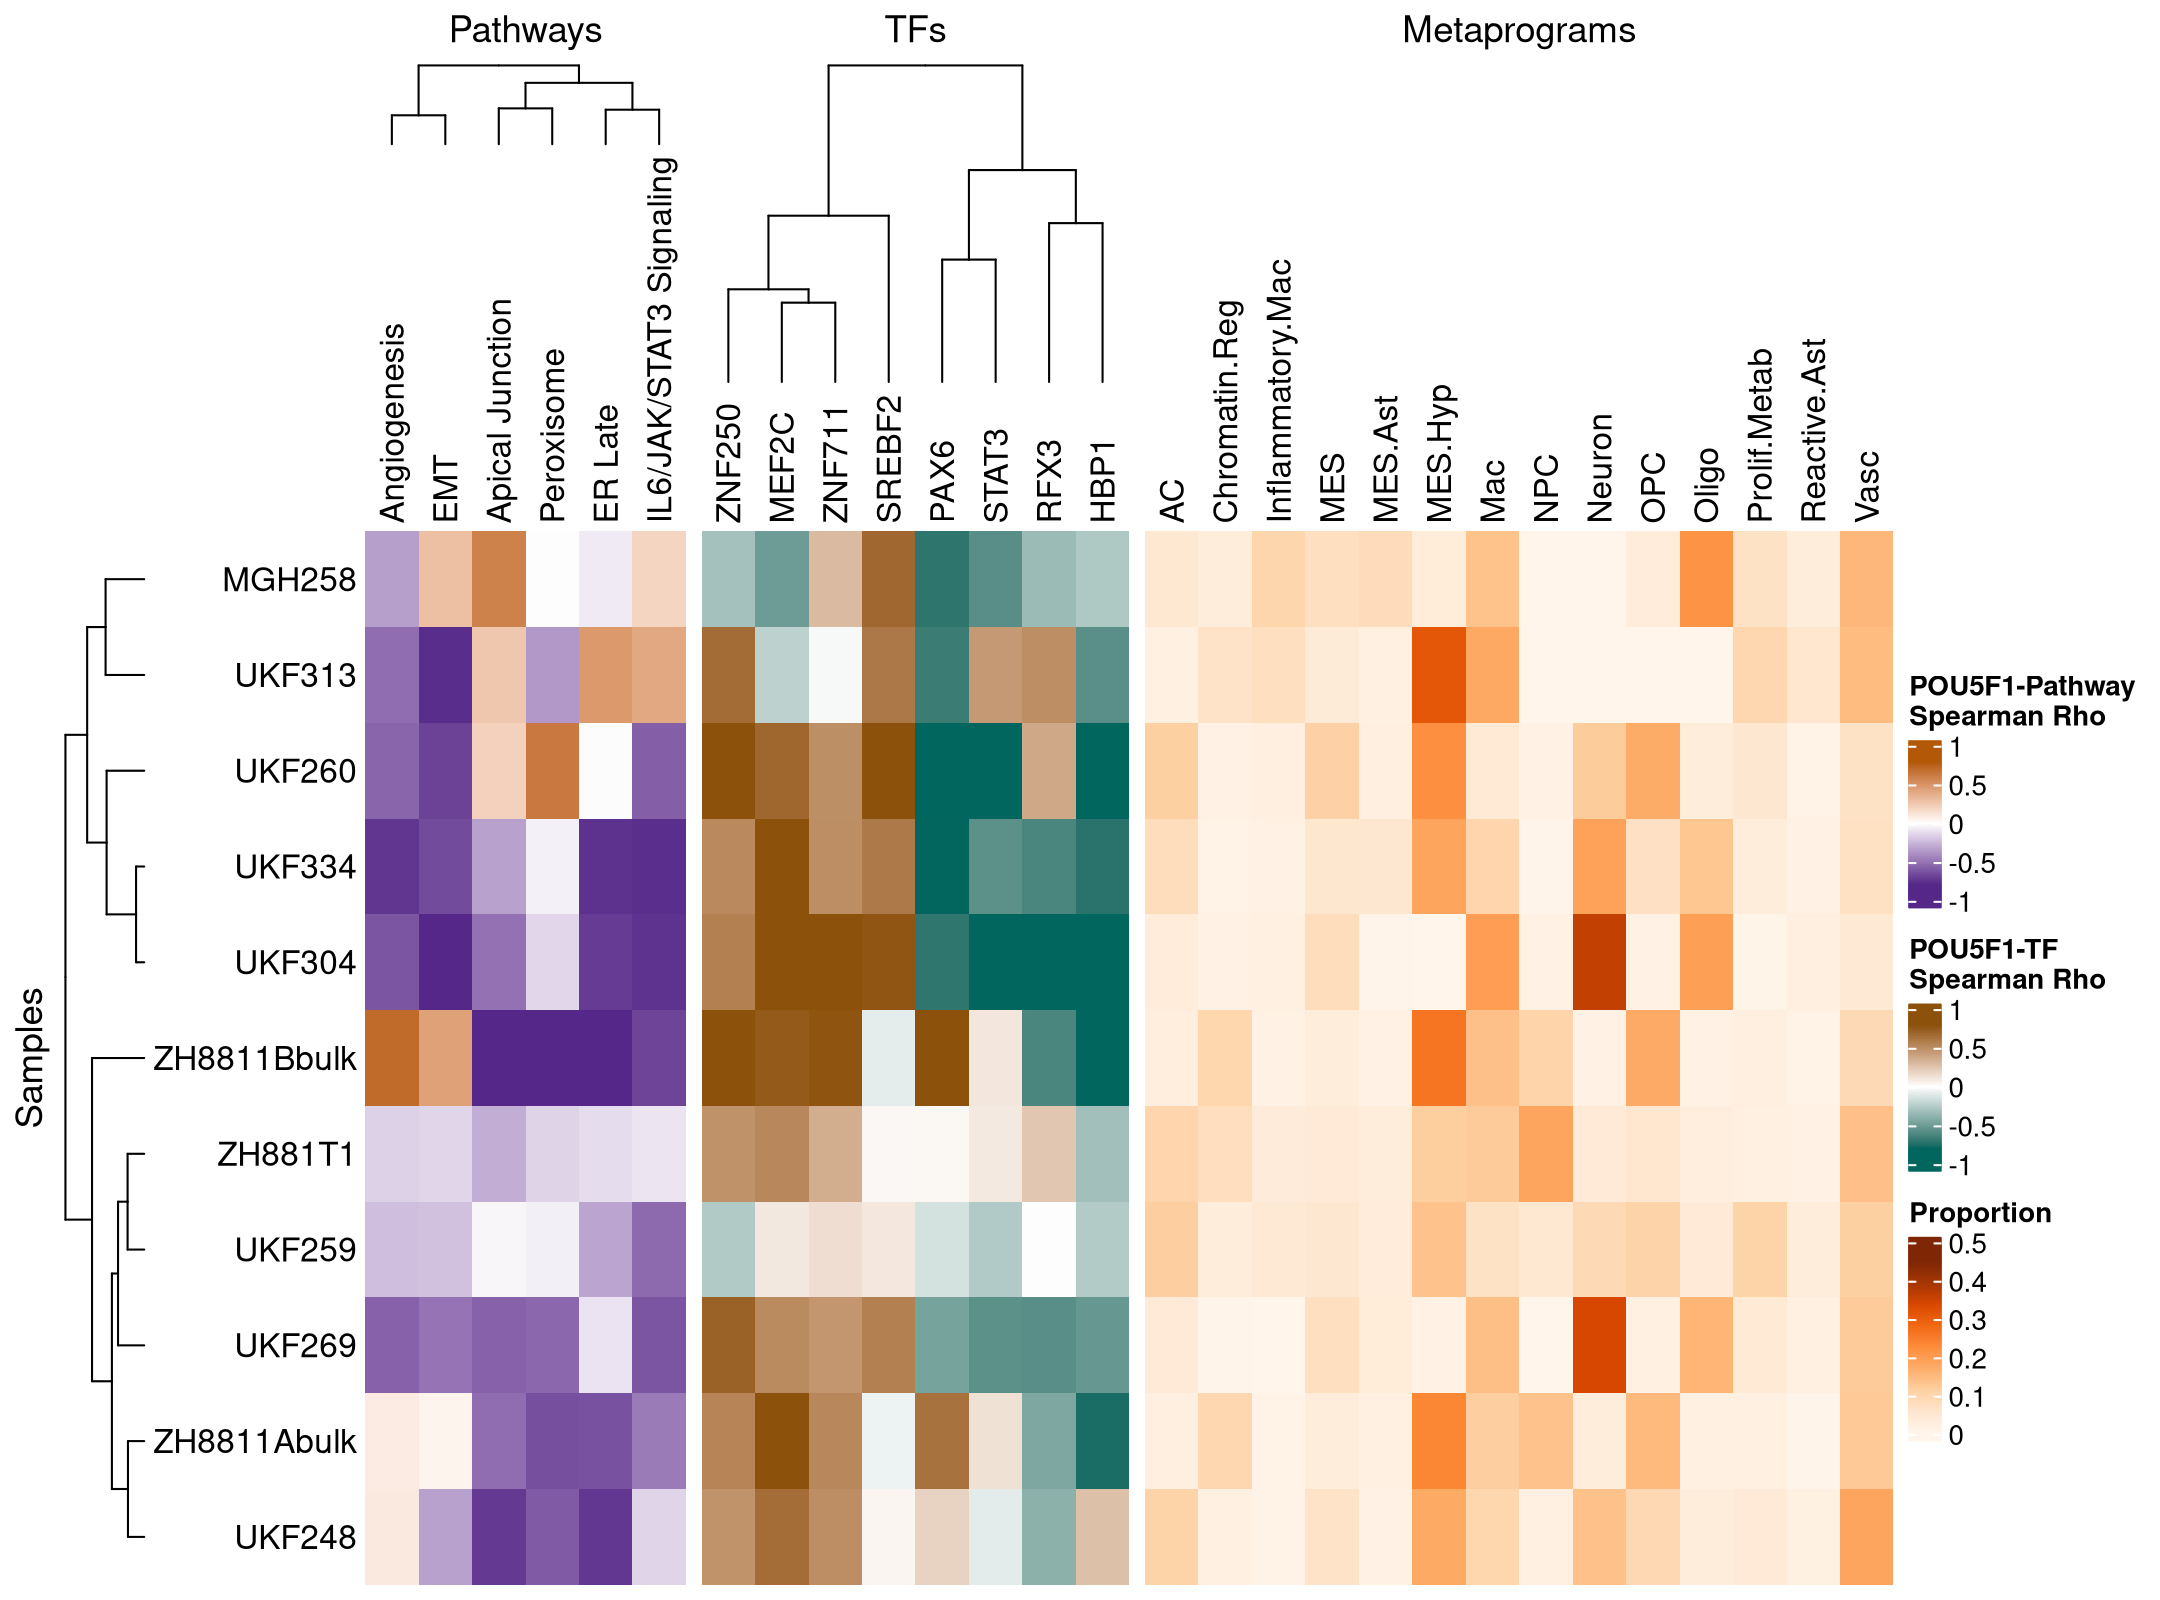 Pathways
TFs
Metaprograms
Angiogenesis
EMT
Apical Junction
Peroxisome
ER Late
IL6/JAK/STAT3 Signaling
ZNF250
MEF2C
ZNF711
SREBF2
PAX6
STAT3
RFX3
HBP1
AC
Chromatin.Reg
Inflammatory.Mac
MES
MES.Ast
MES.Hyp
Mac
NPC
Neuron
OPC
Oligo
Prolif.Metab
Reactive.Ast
Vasc
Samples
MGH258
UKF313
UKF260
UKF334
UKF304
ZH8811Bbulk
ZH881T1
UKF259
UKF269
ZH8811Abulk
UKF248
POU5F1-Pathway
Spearman Rho
1
0.5
0
-0.5
-1
POU5F1-TF
Spearman Rho
1
0.5
0
-0.5
-1
Proportion
0.5
0.4
0.3
0.2
0.1
0